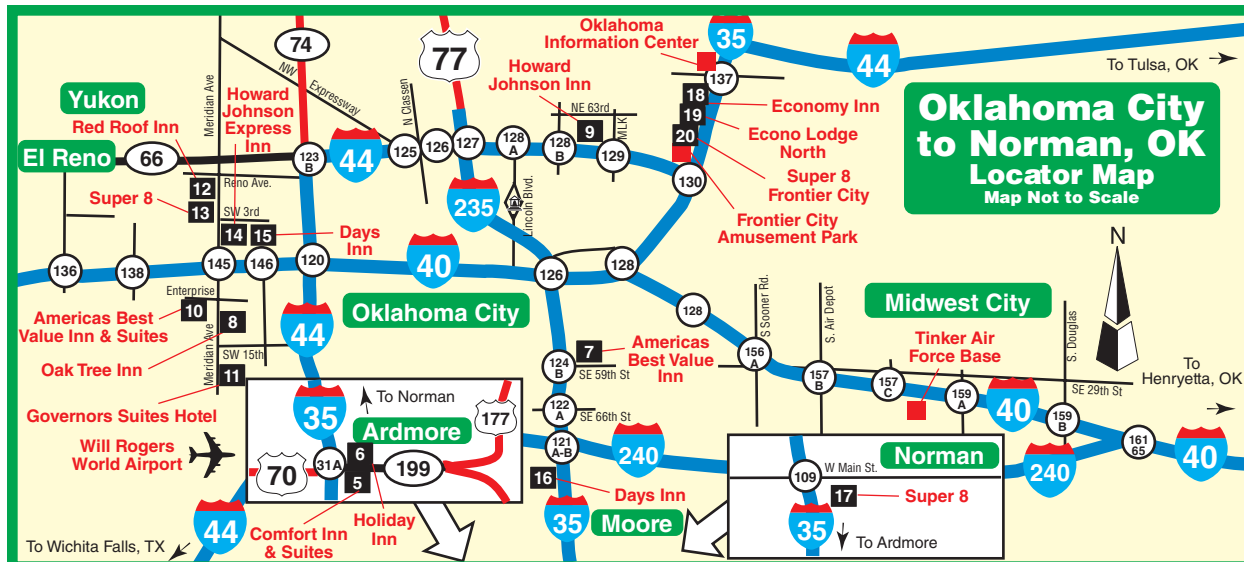 Oklahoma City
to Norman, OK
Locator Map
Map Not to Scale
N
74
77
Oklahoma
Information Center
35
44
To Tulsa, OK
137
Meridian Ave
NW Expressway
N Classen
Howard
Johnson Inn
NE 63rd
MLK
9
18
Economy Inn
19
Econo Lodge
North
20
Super 8
Frontier City
Frontier City
Amusement Park
Yukon
Howard
Johnson
Express
Inn
Red Roof Inn
El Reno
66
123
B
44
125
126
127
128
A
128
B
129
130
Reno Ave.
12
Super 8
13
SW 3rd
14
15
Days
Inn
235
Lincoln Blvd.
136
138
145
146
120
40
126
128
Enterprise
10
Americas Best
Value Inn & Suites
8
Oak Tree Inn
Meridian Ave
SW 15th
11
Governors Suites Hotel
44
Oklahoma City
128
S Sooner Rd.
S. Air Depot
Midwest City
S. Douglas
Tinker Air
Force Base
To
Henryetta, OK
7
Americas
Best Value
Inn
124
B
SE 59th St
156
A
157
B
157
C
159
A
40
SE 29th St
159
B
161
65
40
122
A
SE 66th St
121
A-B
240
240
35
To Norman
Ardmore
177
Will Rogers
World Airport
70
31A
6
5
199
Comfort Inn
& Suites
Holiday
Inn
44
To Wichita Falls, TX
16
Days Inn
35
Moore
Norman
109
W Main St.
17
Super 8
35
To Ardmore